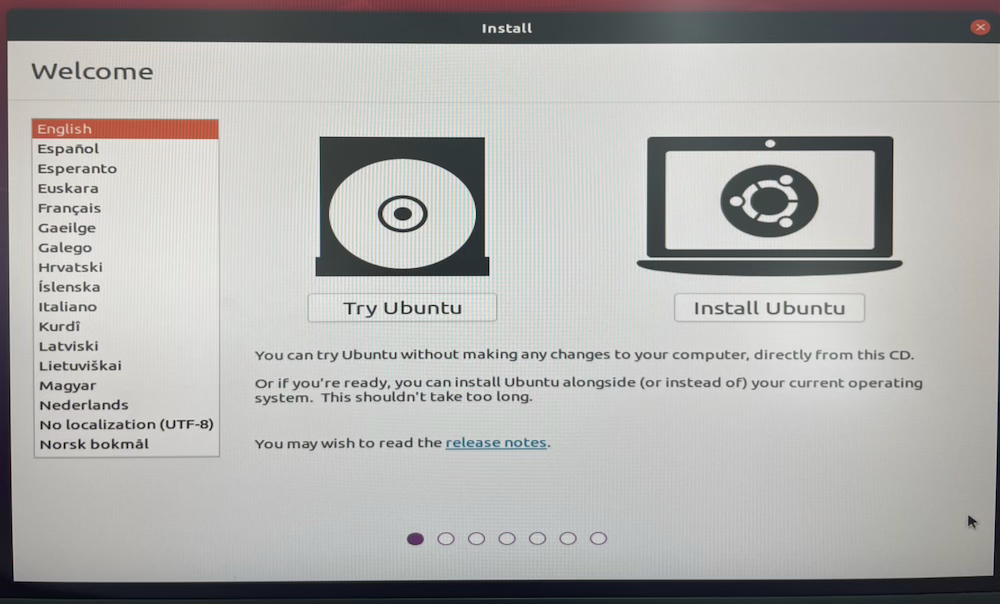 Install
Welcome
English
Español
Esperanto
Euskara
Français
Gaeilge
Galego
Hrvatski
Íslenska
Italiano
Kurdî
Latviski
Lietuviškai
Magyar
Nederlands
No localization (UTF-8)
Norsk bokmål
Try Ubuntu
Install Ubuntu
You can try Ubuntu without making any changes to your computer, directly from this CD.
Or if you're ready, you can install Ubuntu alongside (or instead of) your current operating
system. This shouldn't take too long.
You may wish to read the release notes.